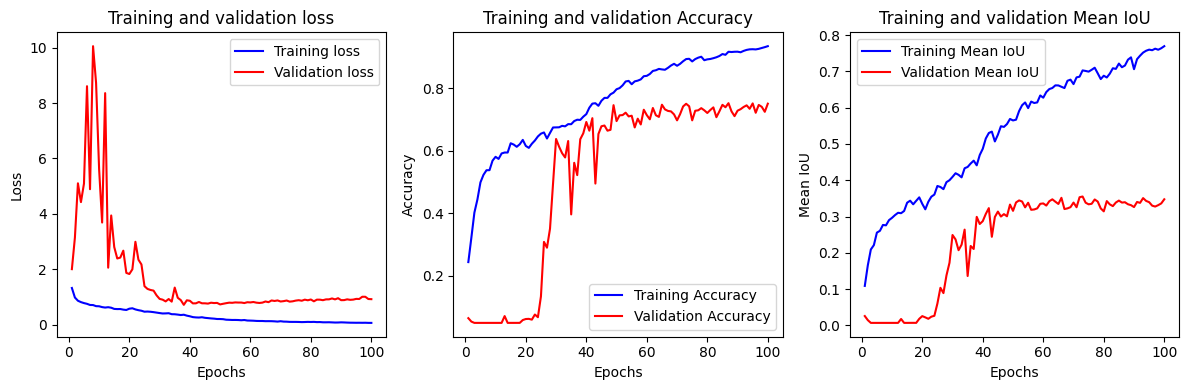 Training and validation loss
Training loss
Validation loss
Loss
10
8
6
4
2
0
0 20 40 60 80 100
Epochs
Training and validation Accuracy
Training Accuracy
Validation Accuracy
Accuracy
0.8
0.6
0.4
0.2
0 20 40 60 80 100
Epochs
Training and validation Mean IoU
Training Mean IoU
Validation Mean IoU
Mean IoU
0.8
0.7
0.6
0.5
0.4
0.3
0.2
0.1
0.0
0 20 40 60 80 100
Epochs